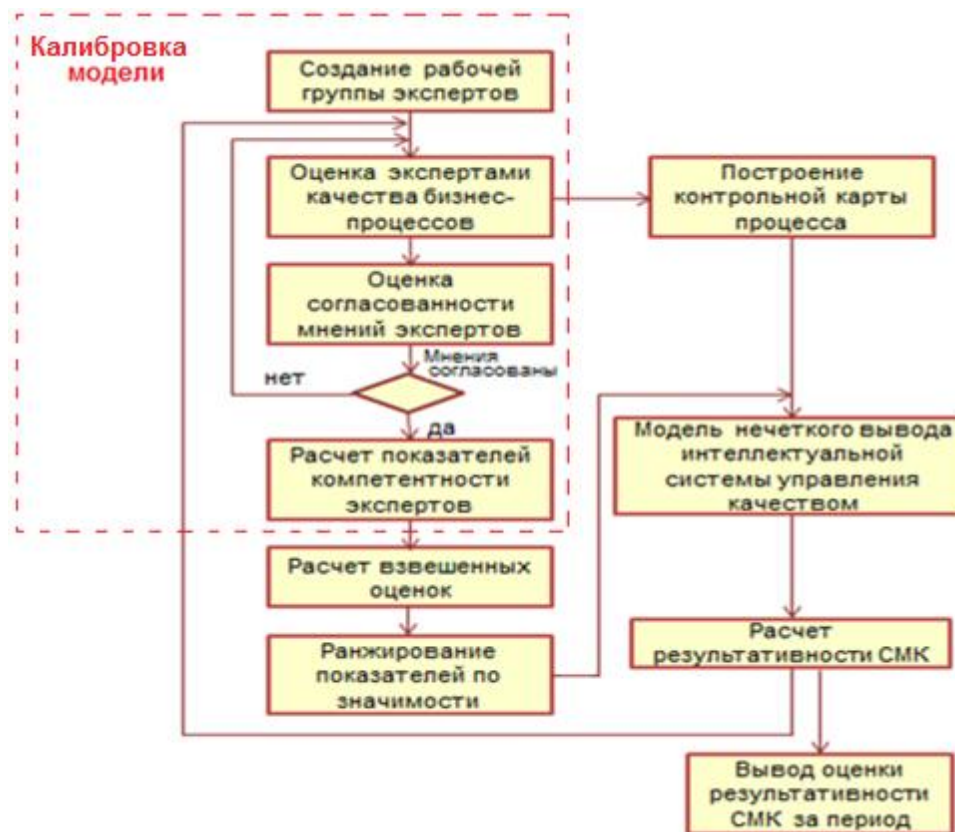 Калибровка
модели
Создание рабочей
группы экспертов
Оценка экспертами
качества бизнес-
процессов
Оценка
согласованности
мнений экспертов
Мнения
согласованы
нет
да
Расчет показателей
компетентности
экспертов
Расчет взвешенных
оценок
Ранжирование
показателей по
значимости
Построение
контрольной карты
процесса
Модель нечеткого вывода
интеллектуальной
системы управления
качеством
Расчет
результативности СМК
Вывод оценки
результативности
СМК за период